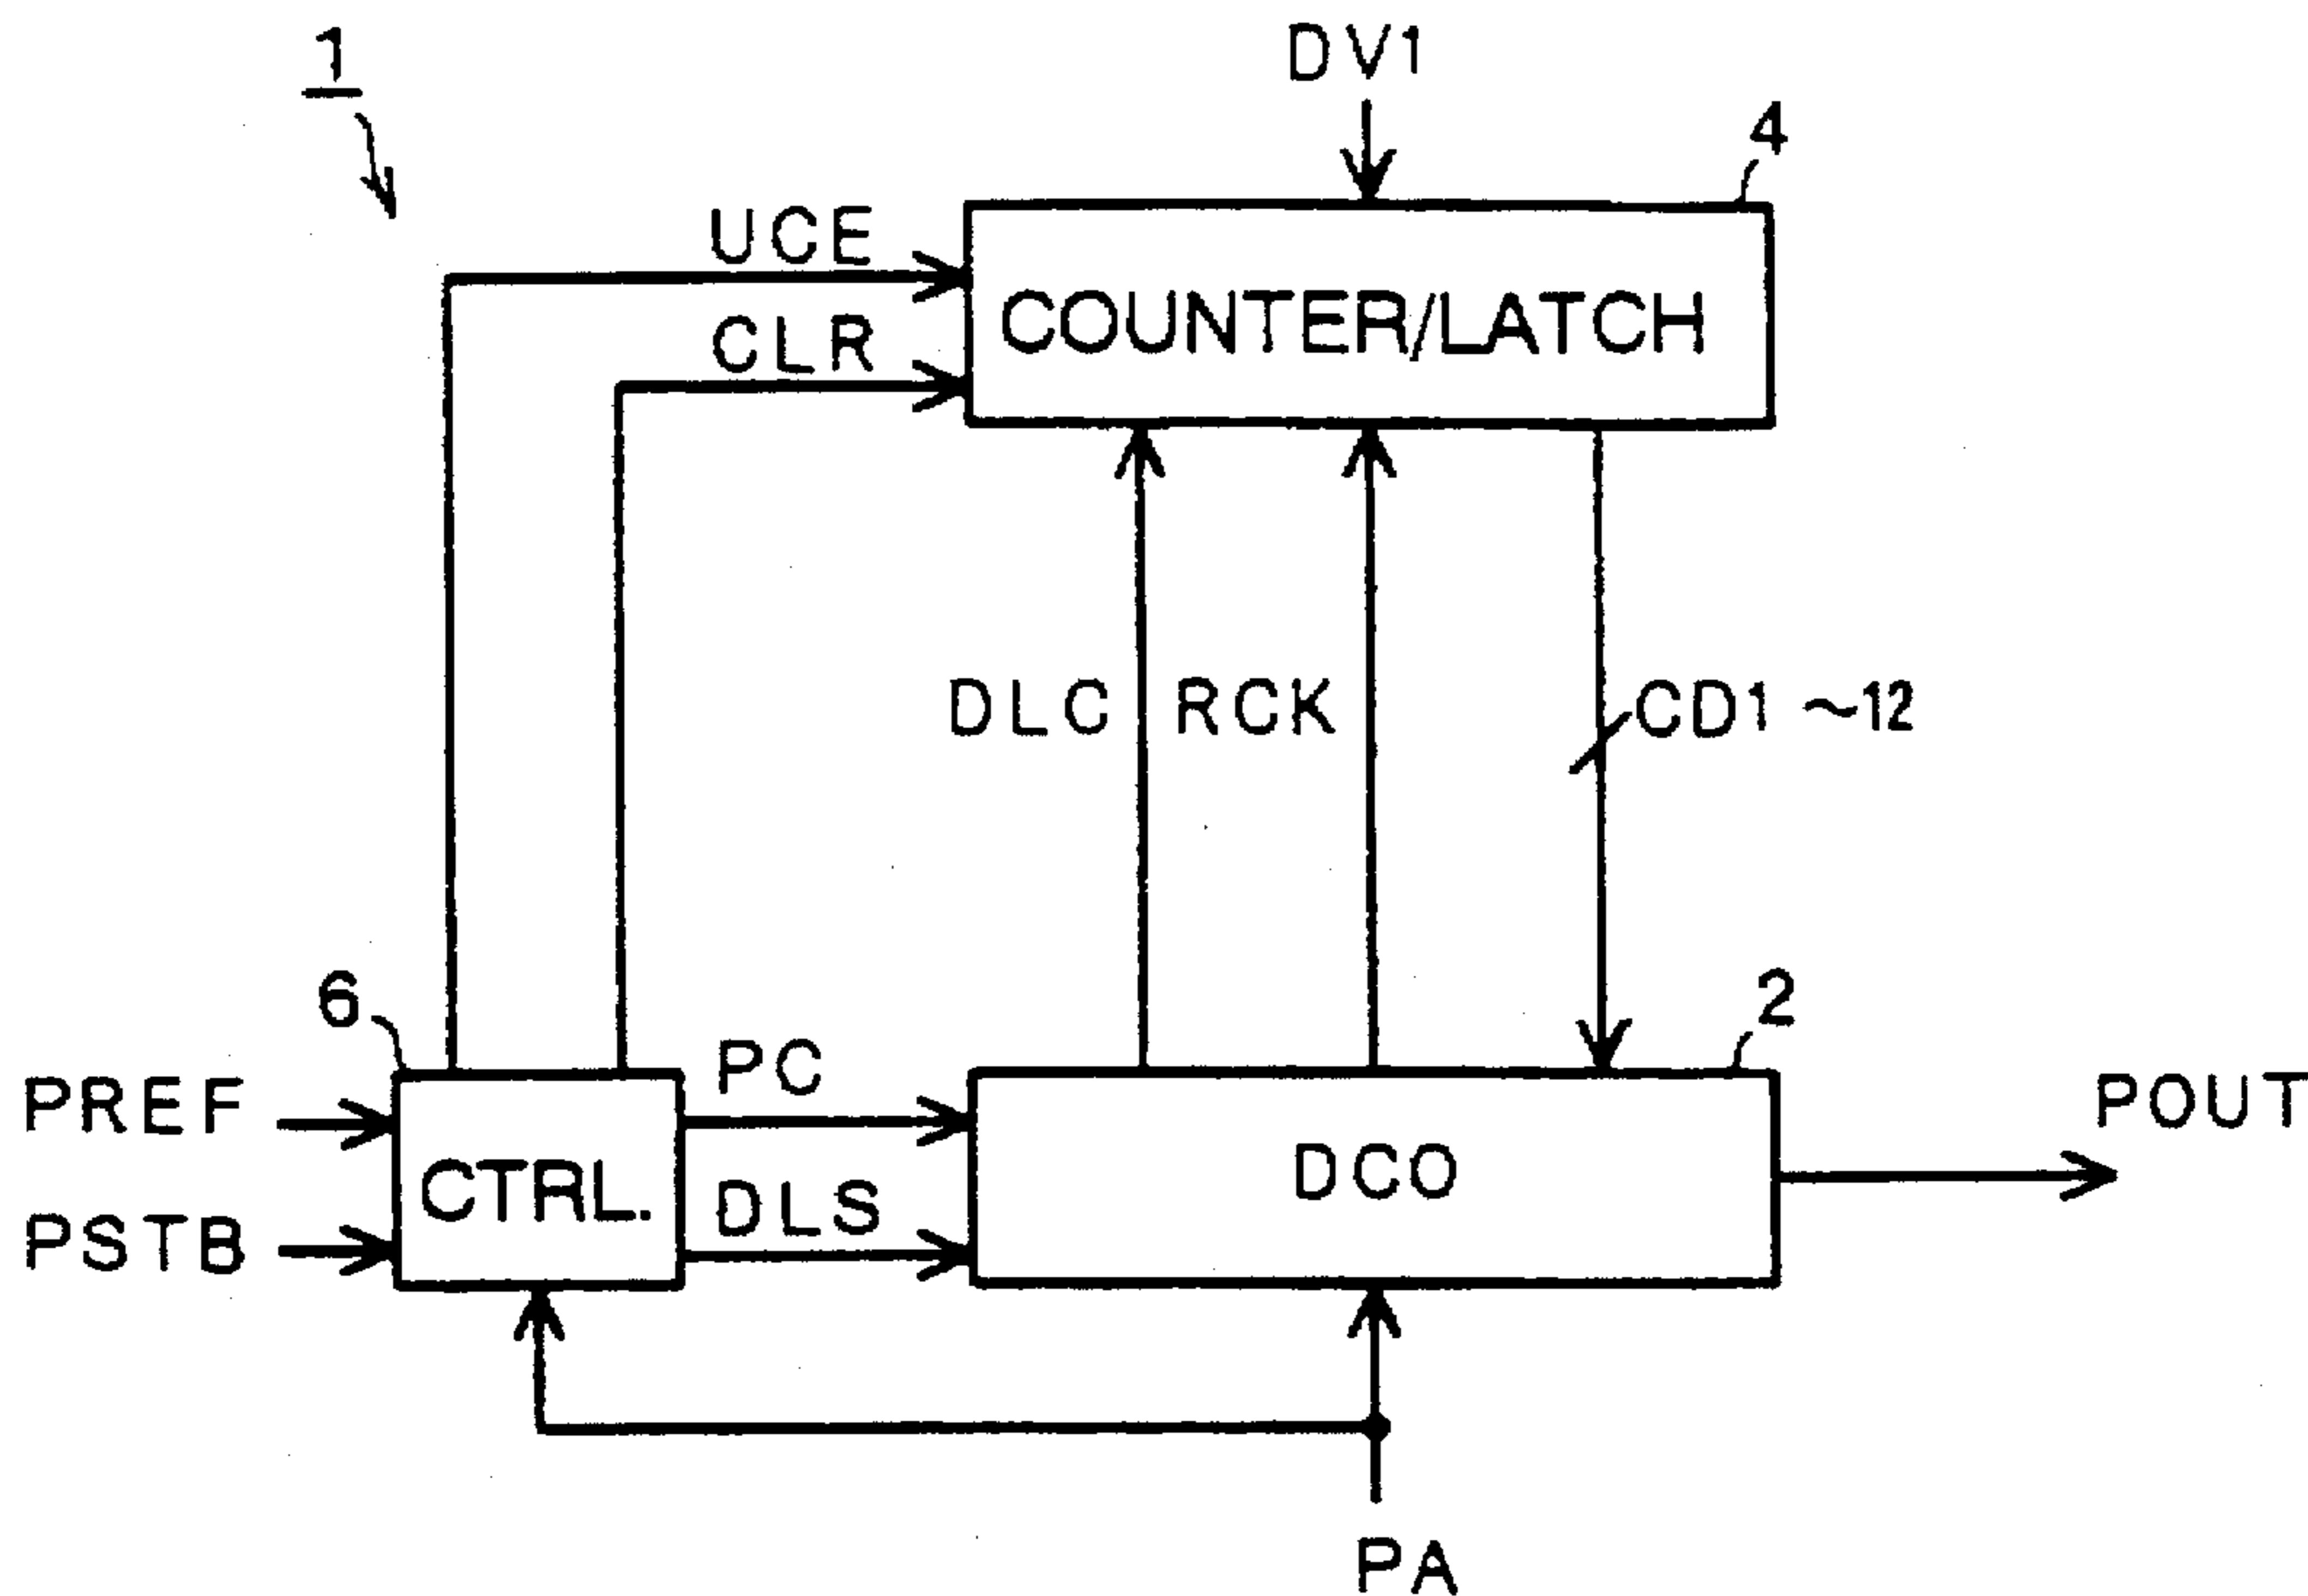 1
DV1
4
UCE
COUNTER/LATCH
CLR
DLC
RCK
CD1 ~12
6
2
PREF
PC
POUT
CTRL.
DCO
PSTB
DLS
PA